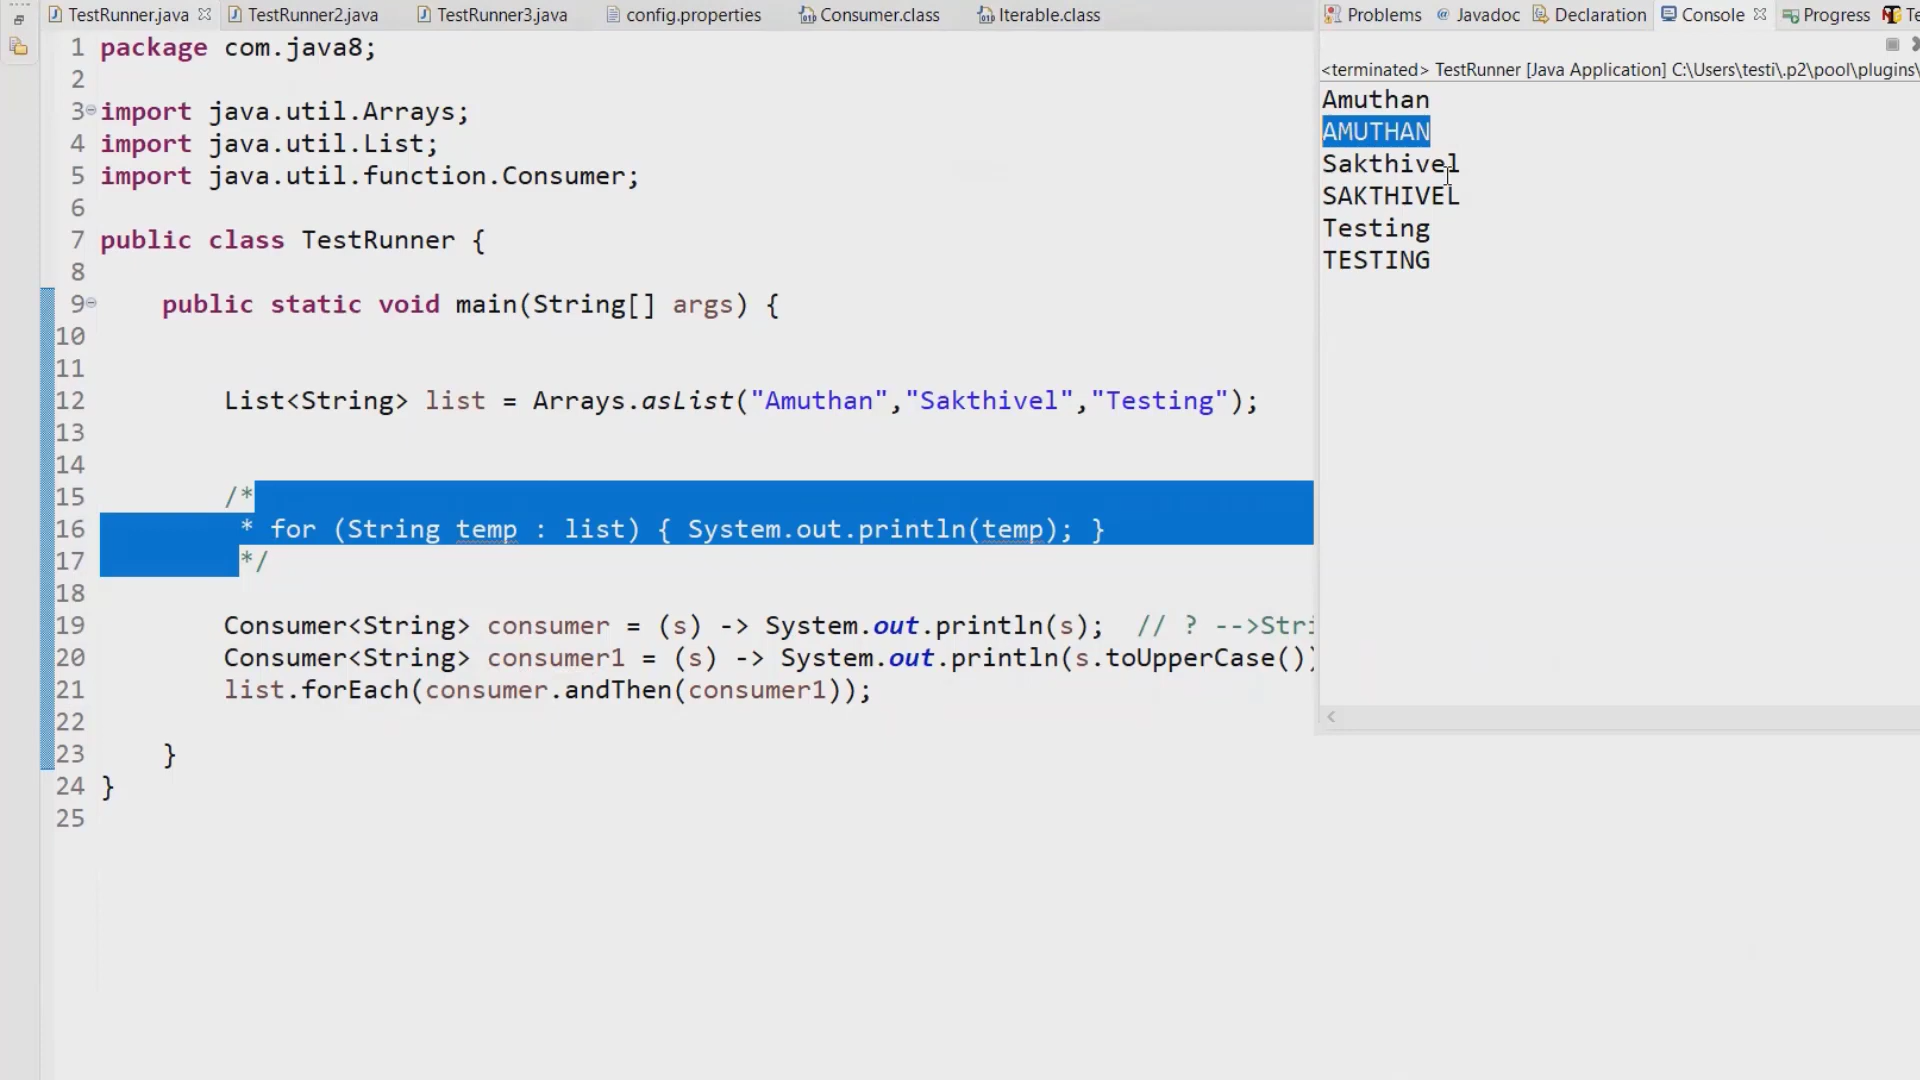 TestRunner.java TestRunner2.java TestRunner3.java config.properties Consumer.class Iterable.class
1 package com.java8;
2
3 import java.util.Arrays;
4 import java.util.List;
5 import java.util.function.Consumer;
6
7 public class TestRunner {
8
9 public static void main(String[] args) {
10
11
12 List<String> list = Arrays.asList("Amuthan","Sakthivel","Testing");
13
14
15 /*
16 * for (String temp : list) { System.out.println(temp); }
17 */
18
19 Consumer<String> consumer = (s) -> System.out.println(s); // ? -->Stri
20 Consumer<String> consumer1 = (s) -> System.out.println(s.toUpperCase())
21 list.forEach(consumer.andThen(consumer1));
22
23 }
24 }
25
Problems @ Javadoc Declaration Console Progress Te
<terminated> TestRunner [Java Application] C:\Users\testi\.p2\pool\plugins\
Amuthan
AMUTHAN
Sakthivel
SAKTHIVEL
Testing
TESTING